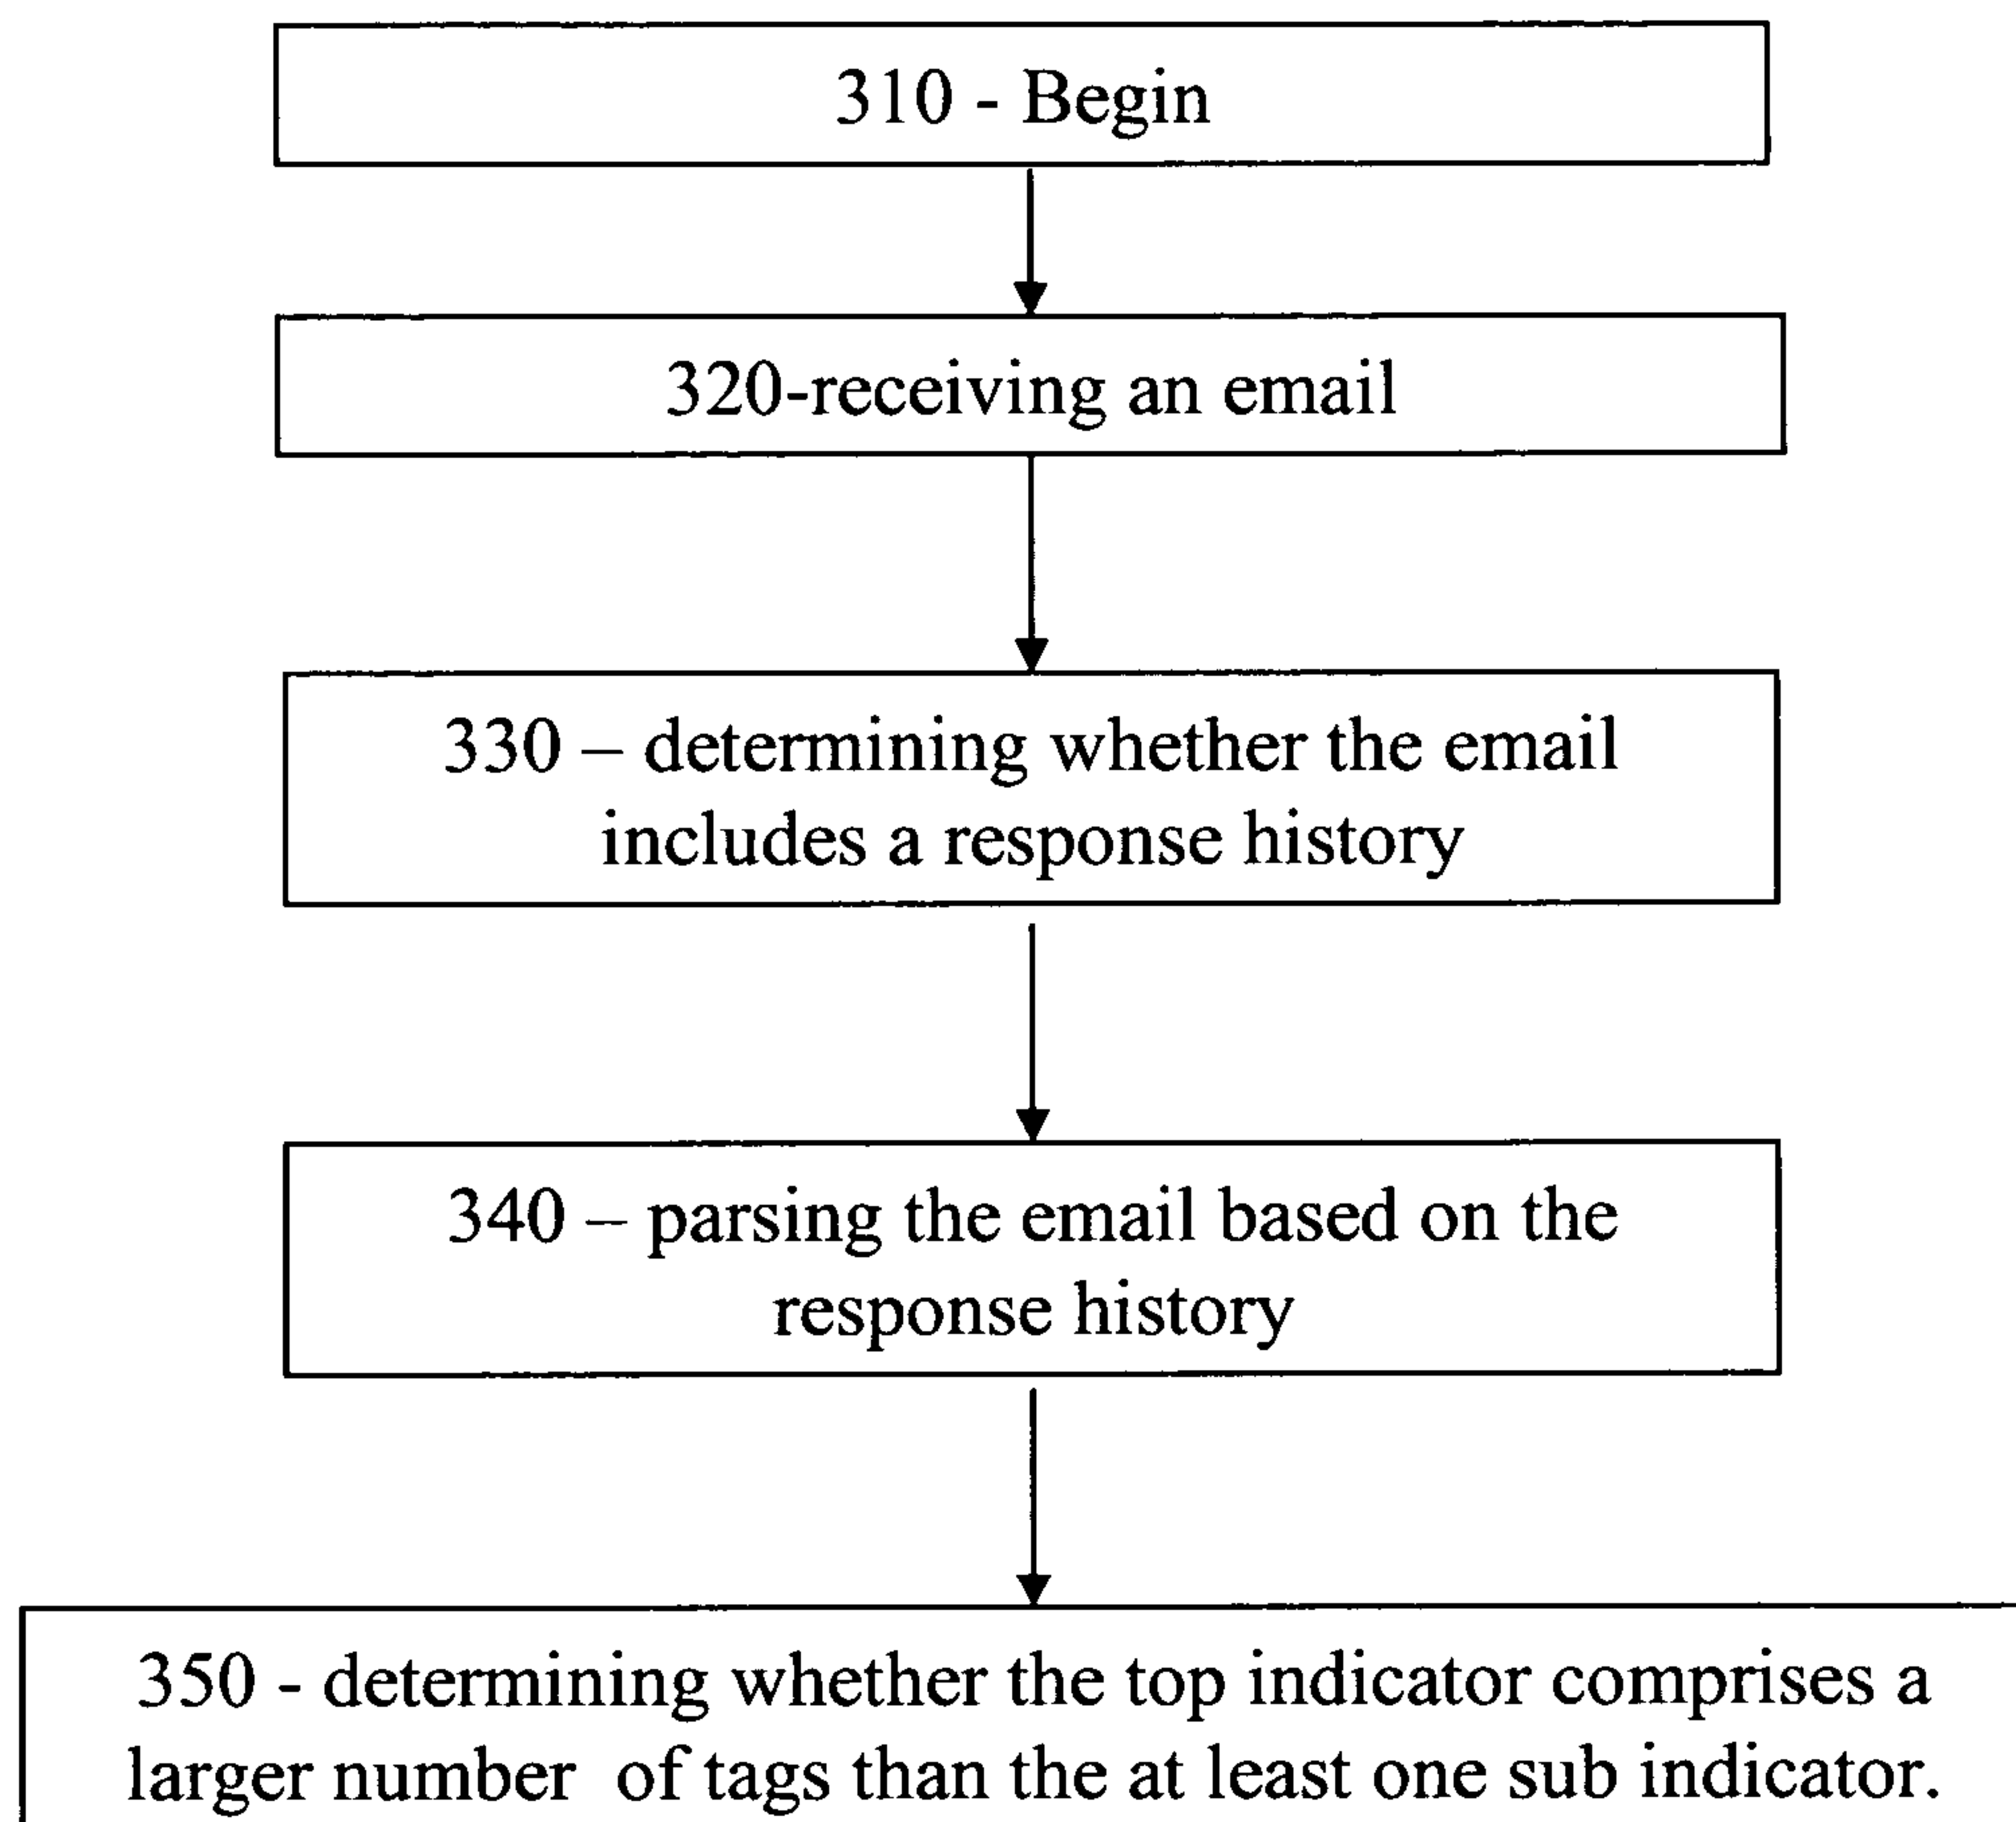 310 - Begin
320-receiving an email
330 – determining whether the email
includes a response history
340 – parsing the email based on the
response history
350 - determining whether the top indicator comprises a
larger number  of tags than the at least one sub indicator.